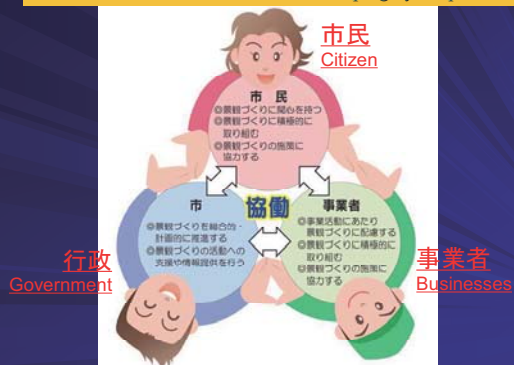 市民
Citizen
市 民
◎景観づくりに関心を持つ
◎景観づくりに積極的に
取り組む
◎景観づくりの施策に
協力する
協働
市
◎景観づくりを総合的・
計画的に推進する
◎景観づくりの活動への
支援や情報提供を行う
事業者
◎事業活動にあたり
景観づくりに配慮する
◎景観づくりに積極的に
取り組む
◎景観づくりの施策に
協力する
行政
Government
事業者
Businesses